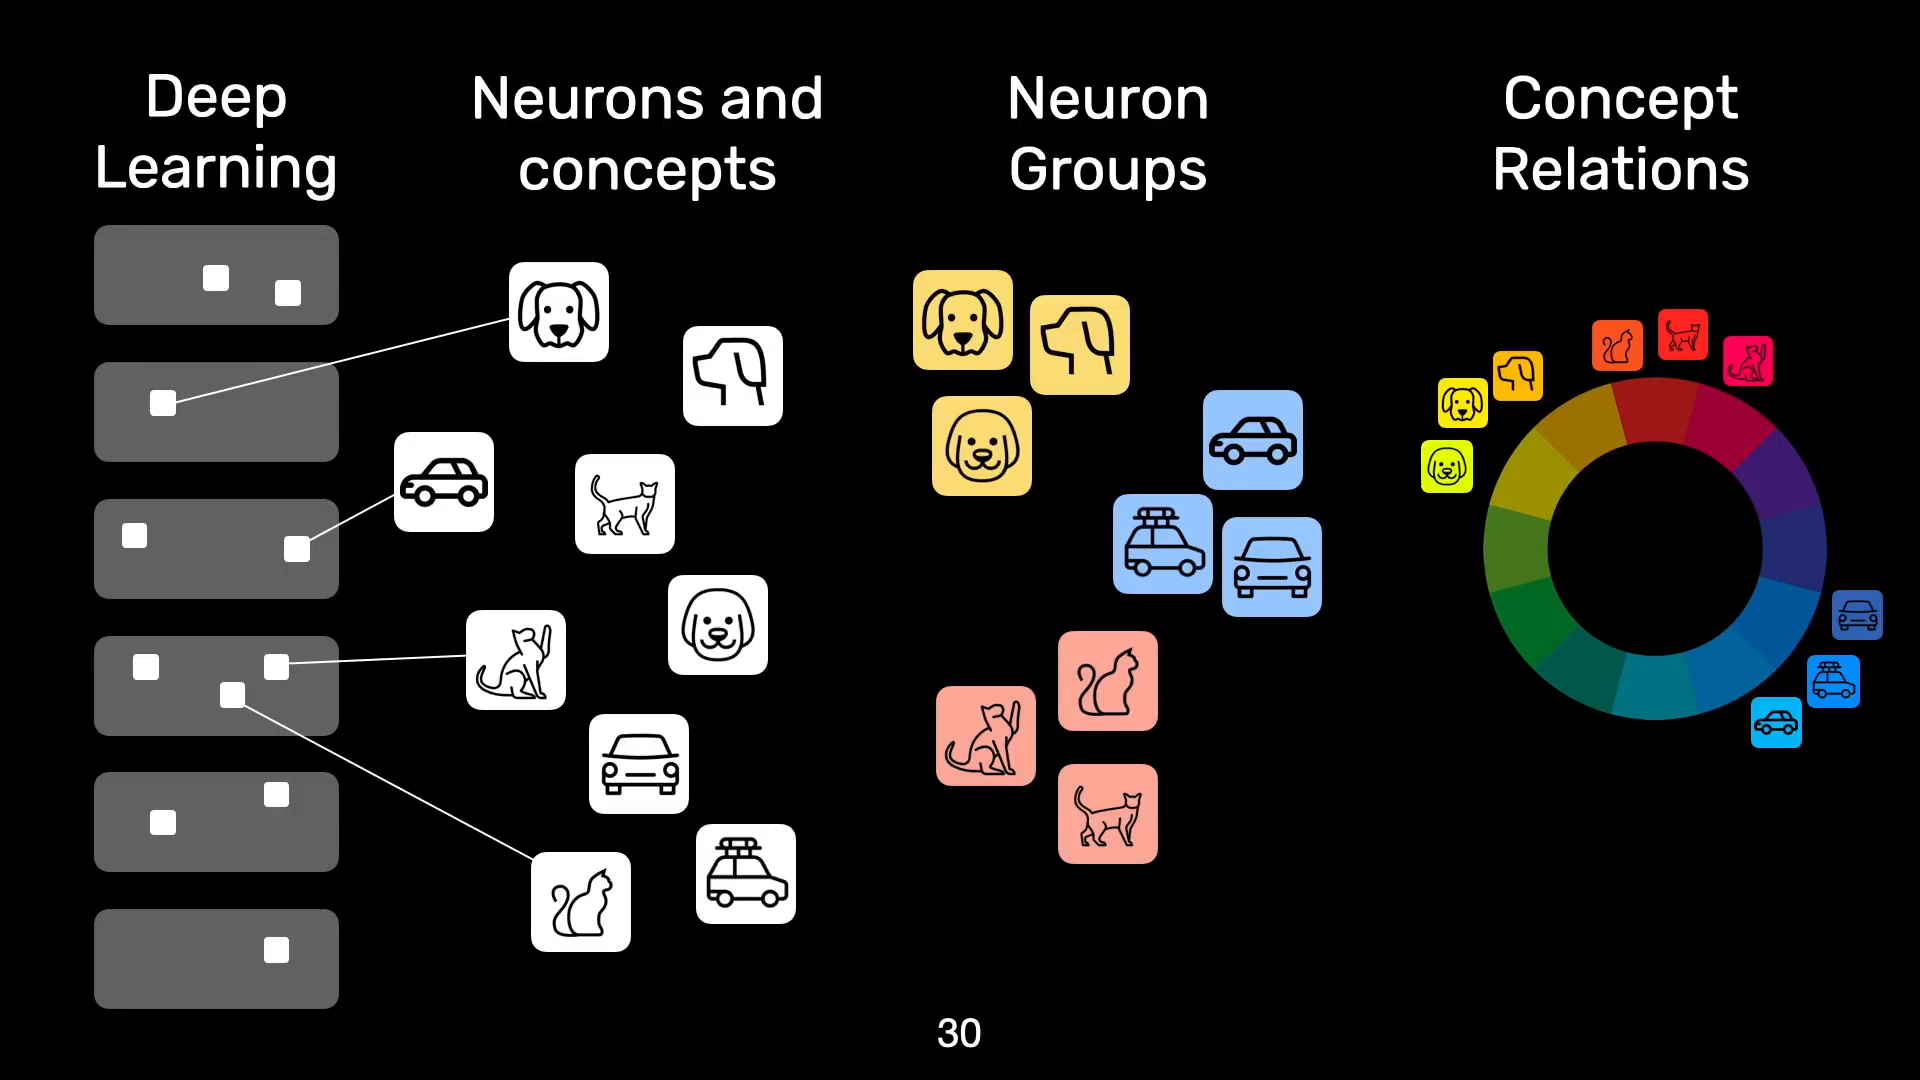 Deep
Learning
Neurons and
concepts
Neuron
Groups
Concept
Relations
30